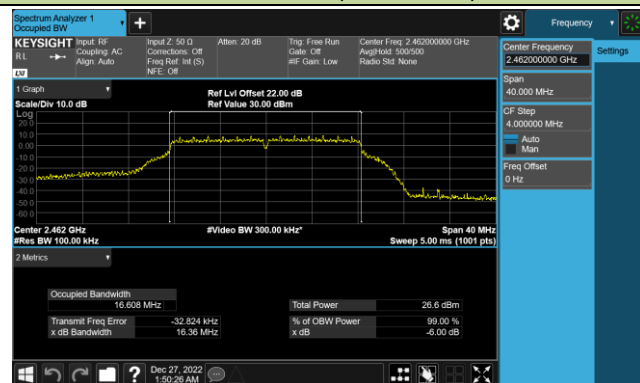 Spectrum Analyzer 1
Occupied BW
Frequency
KEYSIGHT
RL
Input: RF
Coupling: AC
Align: Auto
Input Z: 50 Ω
Corrections: Off
Freq Ref: Int (S)
NFE: Off
Atten: 20 dB
Trig: Free Run
Gate: Off
#IF Gain: Low
Center Freq: 2.462000000 GHz
Avg|Hold: 500/500
Radio Std: None
LXI
Center Frequency
2.462000000 GHz
Settings
Span
40.000 MHz
CF Step
4.000000 MHz
Auto
Man
Freq Offset
0 Hz
1 Graph
Scale/Div 10.0 dB
Ref Lvl Offset 22.00 dB
Ref Value 30.00 dBm
Log
20.0
10.0
0.00
-10.0
-20.0
-30.0
-40.0
-50.0
-60.0
Center 2.462 GHz
#Video BW 300.00 kHz*
Span 40 MHz
#Res BW 100.00 kHz
Sweep 5.00 ms (1001 pts)
2 Metrics
Occupied Bandwidth
16.608 MHz
Total Power 26.6 dBm
Transmit Freq Error -32.824 kHz
% of OBW Power 99.00 %
x dB Bandwidth 16.36 MHz
x dB -6.00 dB
Dec 27, 2022
1:50:26 AM